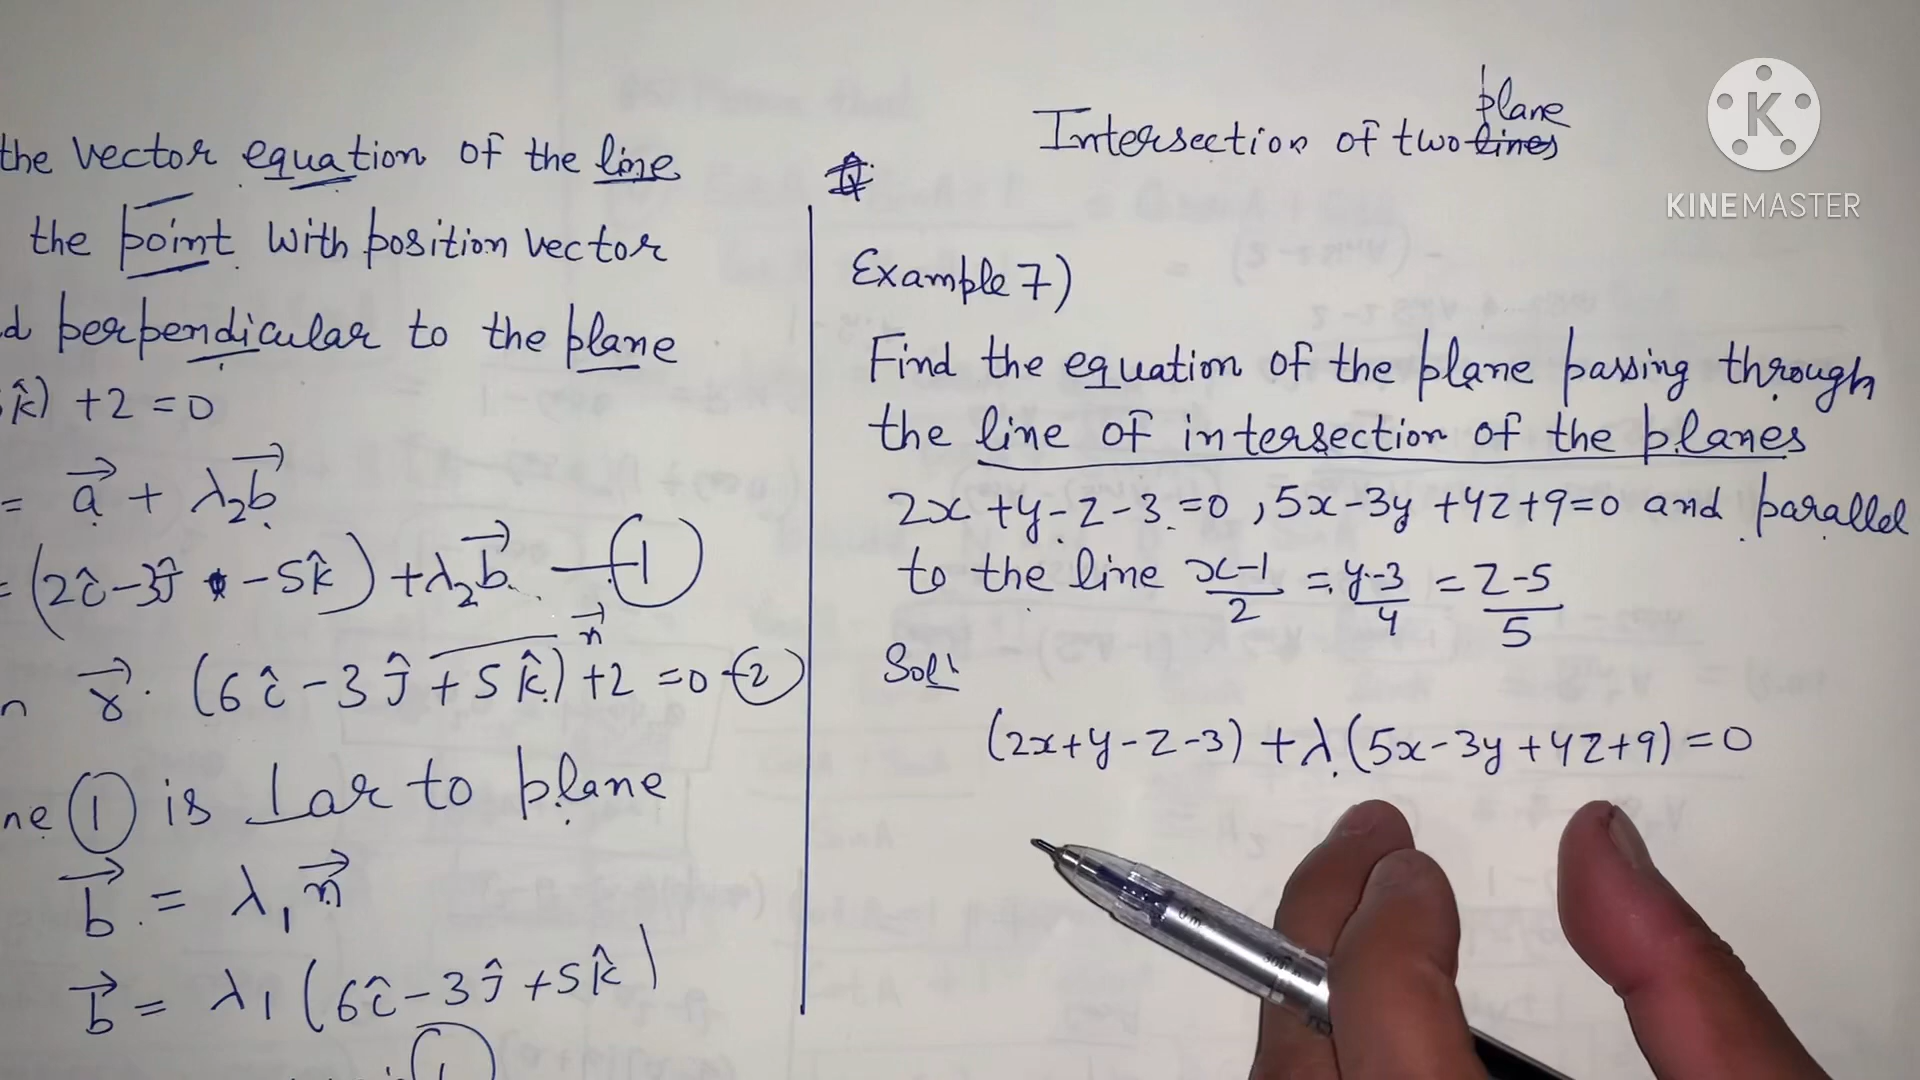 the vector equation of the line
the point with position vector
d perpendicular to the plane
k̂) +2 = 0
= a⃗ + λ₂b⃗
= (2î-3ĵ -5k̂) +λ₂b⃗ — ①
n⃗
n r⃗. (6î-3ĵ+5k̂)+2 =0 -②
ne ① is ⊥ar to plane
b⃗ = λ₁n⃗
b⃗ = λ₁(6î-3ĵ+5k̂)
plane
Intersection of two lines
Example 7)
Find the equation of the plane passing through
the line of intersection of the planes
2x+y-z-3=0, 5x-3y+4z+9=0 and parallel
to the line x-1/2 = y-3/4 = z-5/5
Sol:
(2x+y-z-3)+λ(5x-3y+4z+9)=0
K
KINEMASTER